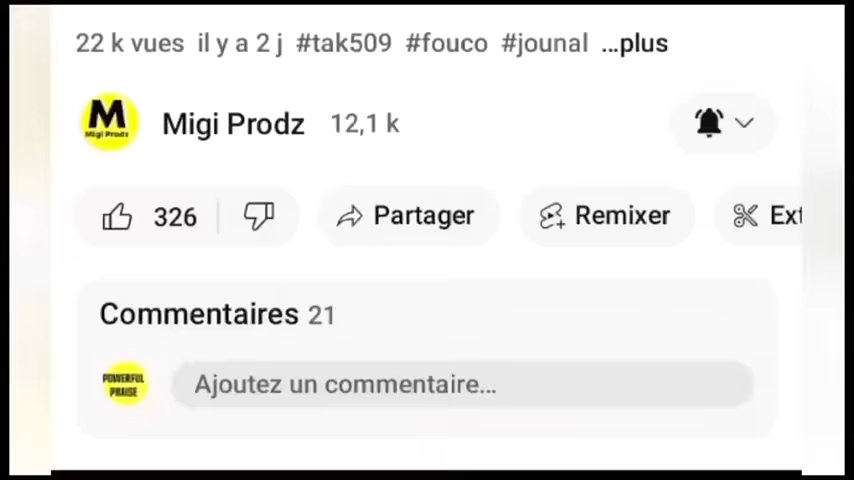 22 k vues il y a 2 j #tak509 #fouco #jounal ...plus
M
Migi Prodz
Migi Prodz 12,1 k
326 Partager Remixer Ext
Commentaires 21
POWERFUL
PRAISE
Ajoutez un commentaire...